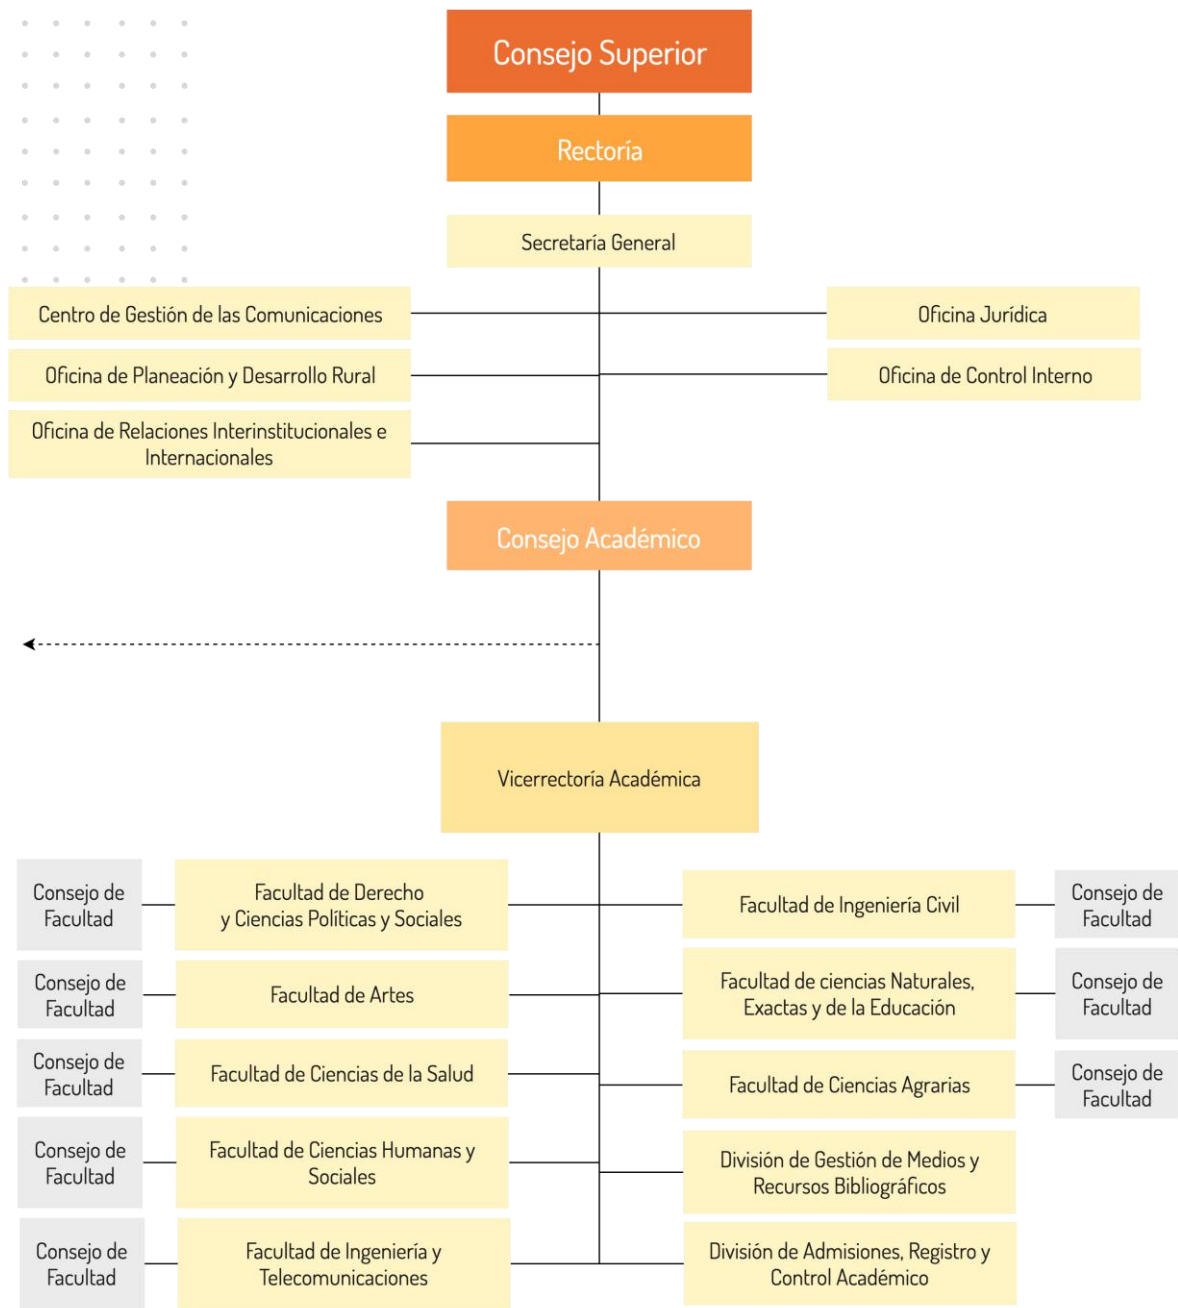 Consejo Superior
Rectoría
Secretaría General
Centro de Gestión de las Comunicaciones
Oficina Jurídica
Oficina de Planeación y Desarrollo Rural
Oficina de Control Interno
Oficina de Relaciones Interinstitucionales e
Internacionales
Consejo Académico
Vicerrectoría Académica
Consejo de
Facultad
Facultad de Derecho
y Ciencias Políticas y Sociales
Facultad de Ingeniería Civil
Consejo de
Facultad
Consejo de
Facultad
Facultad de Artes
Facultad de ciencias Naturales,
Exactas y de la Educación
Consejo de
Facultad
Consejo de
Facultad
Facultad de Ciencias de la Salud
Facultad de Ciencias Agrarias
Consejo de
Facultad
Consejo de
Facultad
Facultad de Ciencias Humanas y
Sociales
División de Gestión de Medios y
Recursos Bibliográficos
Consejo de
Facultad
Facultad de Ingeniería y
Telecomunicaciones
División de Admisiones, Registro y
Control Académico